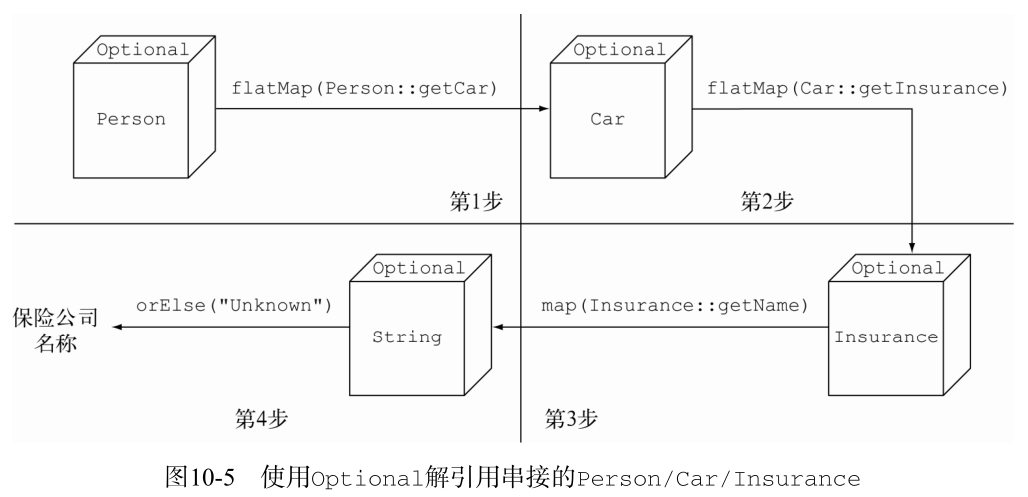 Optional
Person
flatMap(Person::getCar)
第1步
Optional
Car
flatMap(Car::getInsurance)
第2步
Optional
Insurance
map(Insurance::getName)
第3步
Optional
String
orElse("Unknown")
第4步
保险公司
名称
图10-5 使用Optional解引用串接的Person/Car/Insurance